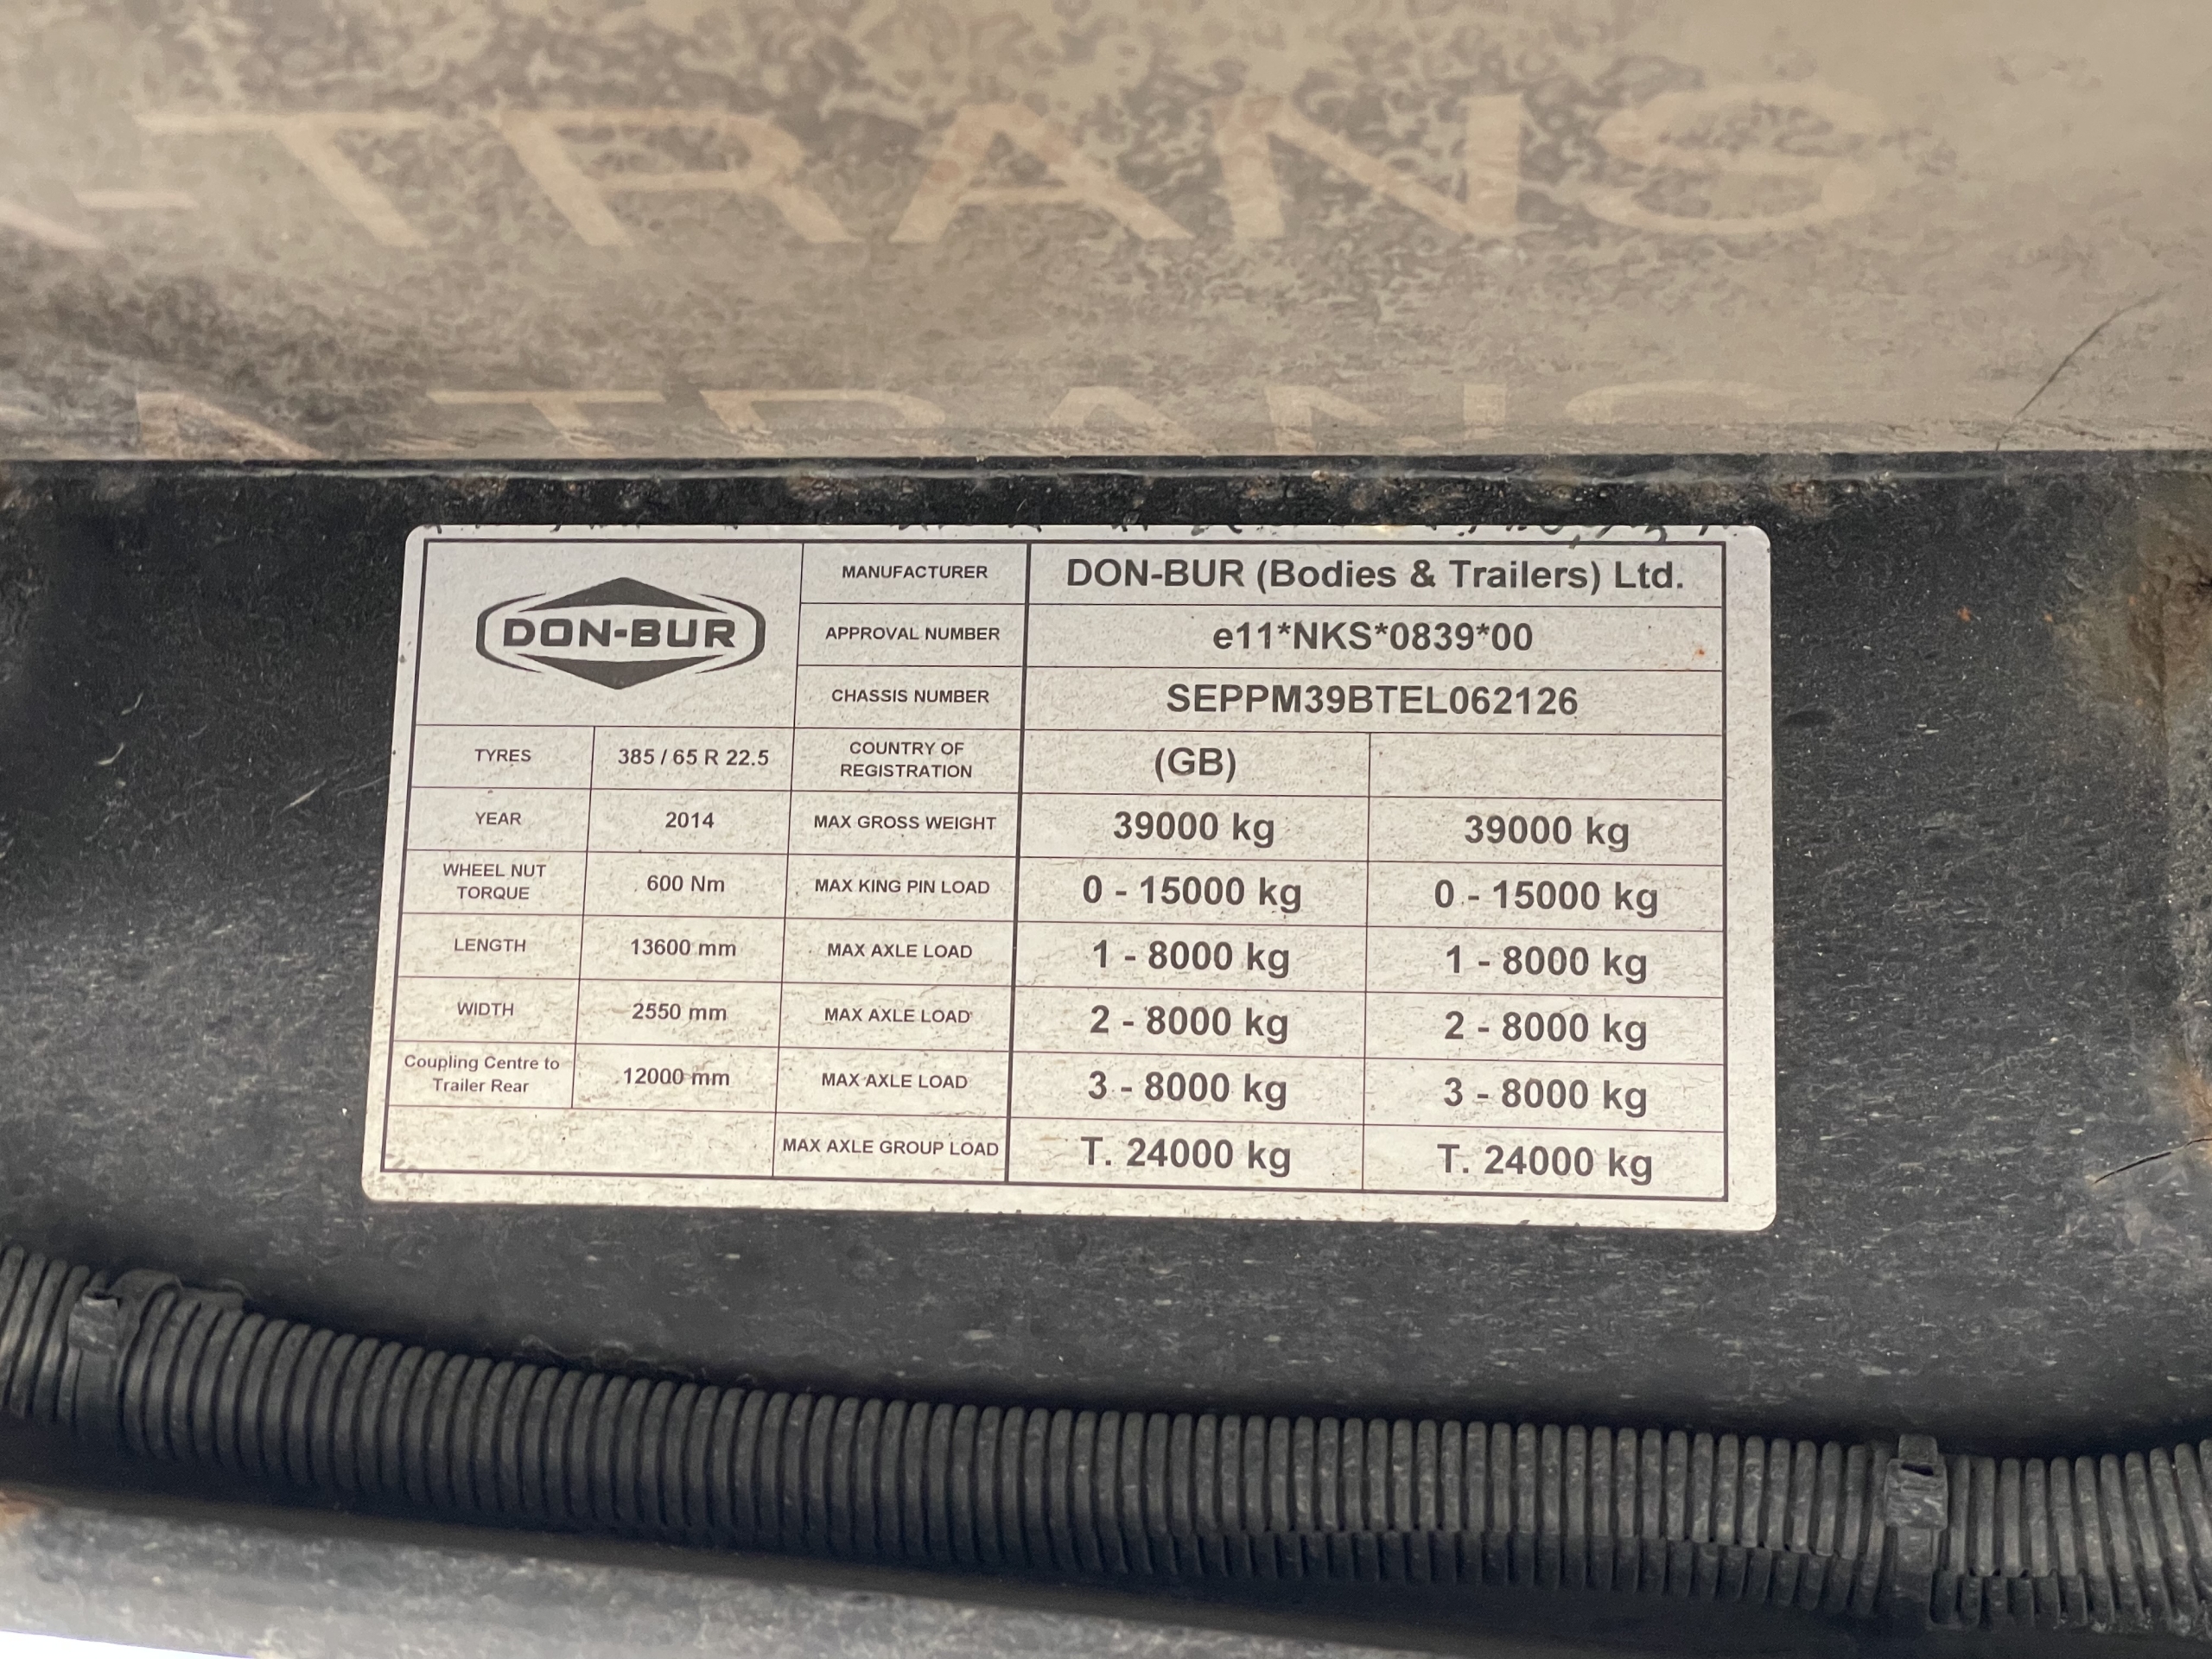 -TRANS
TRANS
DON-BUR
MANUFACTURER DON-BUR (Bodies & Trailers) Ltd.
APPROVAL NUMBER e11*NKS*0839*00
CHASSIS NUMBER SEPPM39BTEL062126
TYRES 385 / 65 R 22.5 COUNTRY OF REGISTRATION (GB)
YEAR 2014 MAX GROSS WEIGHT 39000 kg 39000 kg
WHEEL NUT TORQUE 600 Nm MAX KING PIN LOAD 0 - 15000 kg 0 - 15000 kg
LENGTH 13600 mm MAX AXLE LOAD 1 - 8000 kg 1 - 8000 kg
WIDTH 2550 mm MAX AXLE LOAD 2 - 8000 kg 2 - 8000 kg
Coupling Centre to Trailer Rear 12000 mm MAX AXLE LOAD 3 - 8000 kg 3 - 8000 kg
MAX AXLE GROUP LOAD T. 24000 kg T. 24000 kg